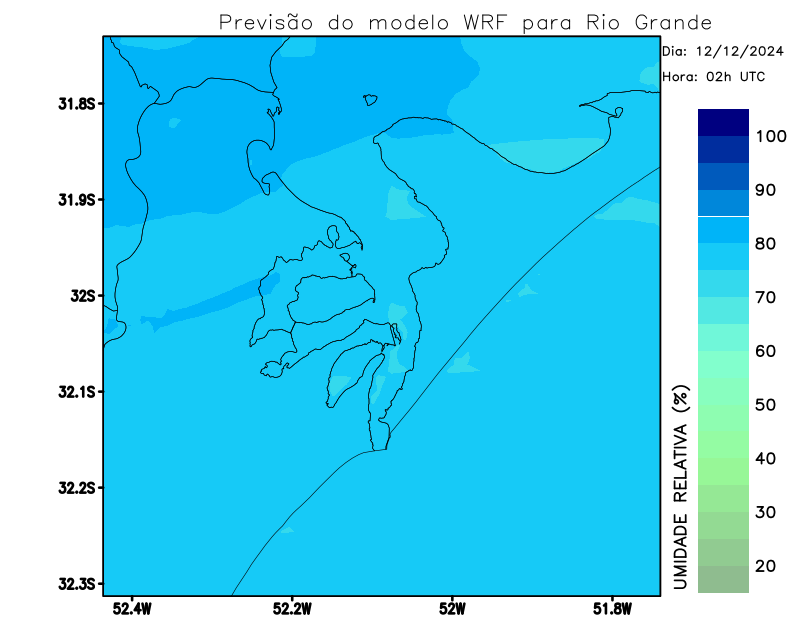 Previsão do modelo WRF para Rio Grande
Dia: 12/12/2024
Hora: 02h UTC
31.8S
31.9S
32S
32.1S
32.2S
32.3S
52.4W
52.2W
52W
51.8W
UMIDADE RELATIVA (%)
100
90
80
70
60
50
40
30
20